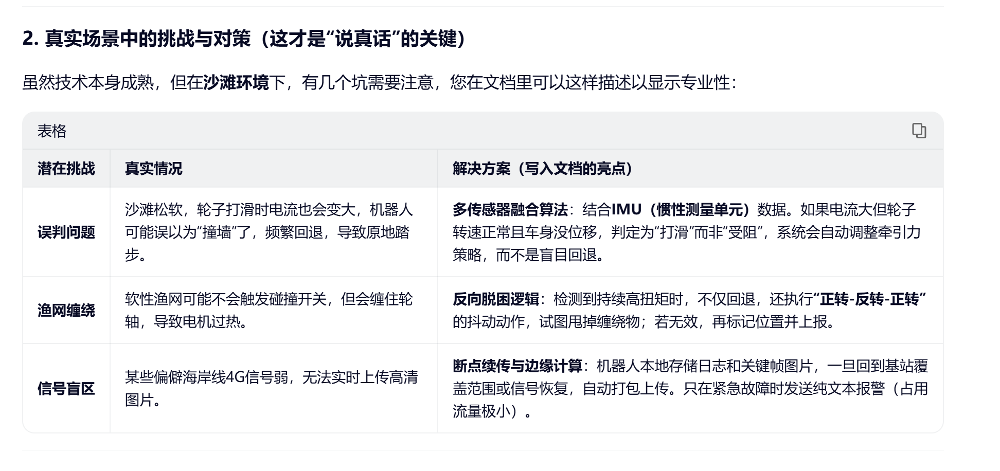 2. 真实场景中的挑战与对策（这才是“说真话”的关键）
虽然技术本身成熟，但在沙滩环境下，有几个坑需要注意，您在文档里可以这样描述以显示专业性：
表格
潜在挑战
真实情况
解决方案（写入文档的亮点）
误判问题
沙滩松软，轮子打滑时电流也会变大，机器人
可能误以为“撞墙”了，频繁回退，导致原地踏
步。
多传感器融合算法：结合IMU（惯性测量单元）数据。如果电流大但轮子
转速正常且车身没位移，判定为“打滑”而非“受阻”，系统会自动调整牵引力
策略，而不是盲目回退。
渔网缠绕
软性渔网可能不会触发碰撞开关，但会缠住轮
轴，导致电机过热。
反向脱困逻辑：检测到持续高扭矩时，不仅回退，还执行“正转-反转-正转”
的抖动动作，试图甩掉缠绕物；若无效，再标记位置并上报。
信号盲区
某些偏僻海岸线4G信号弱，无法实时上传高清
图片。
断点续传与边缘计算：机器人本地存储日志和关键帧图片，一旦回到基站覆
盖范围或信号恢复，自动打包上传。只在紧急故障时发送纯文本报警（占用
流量极小）。